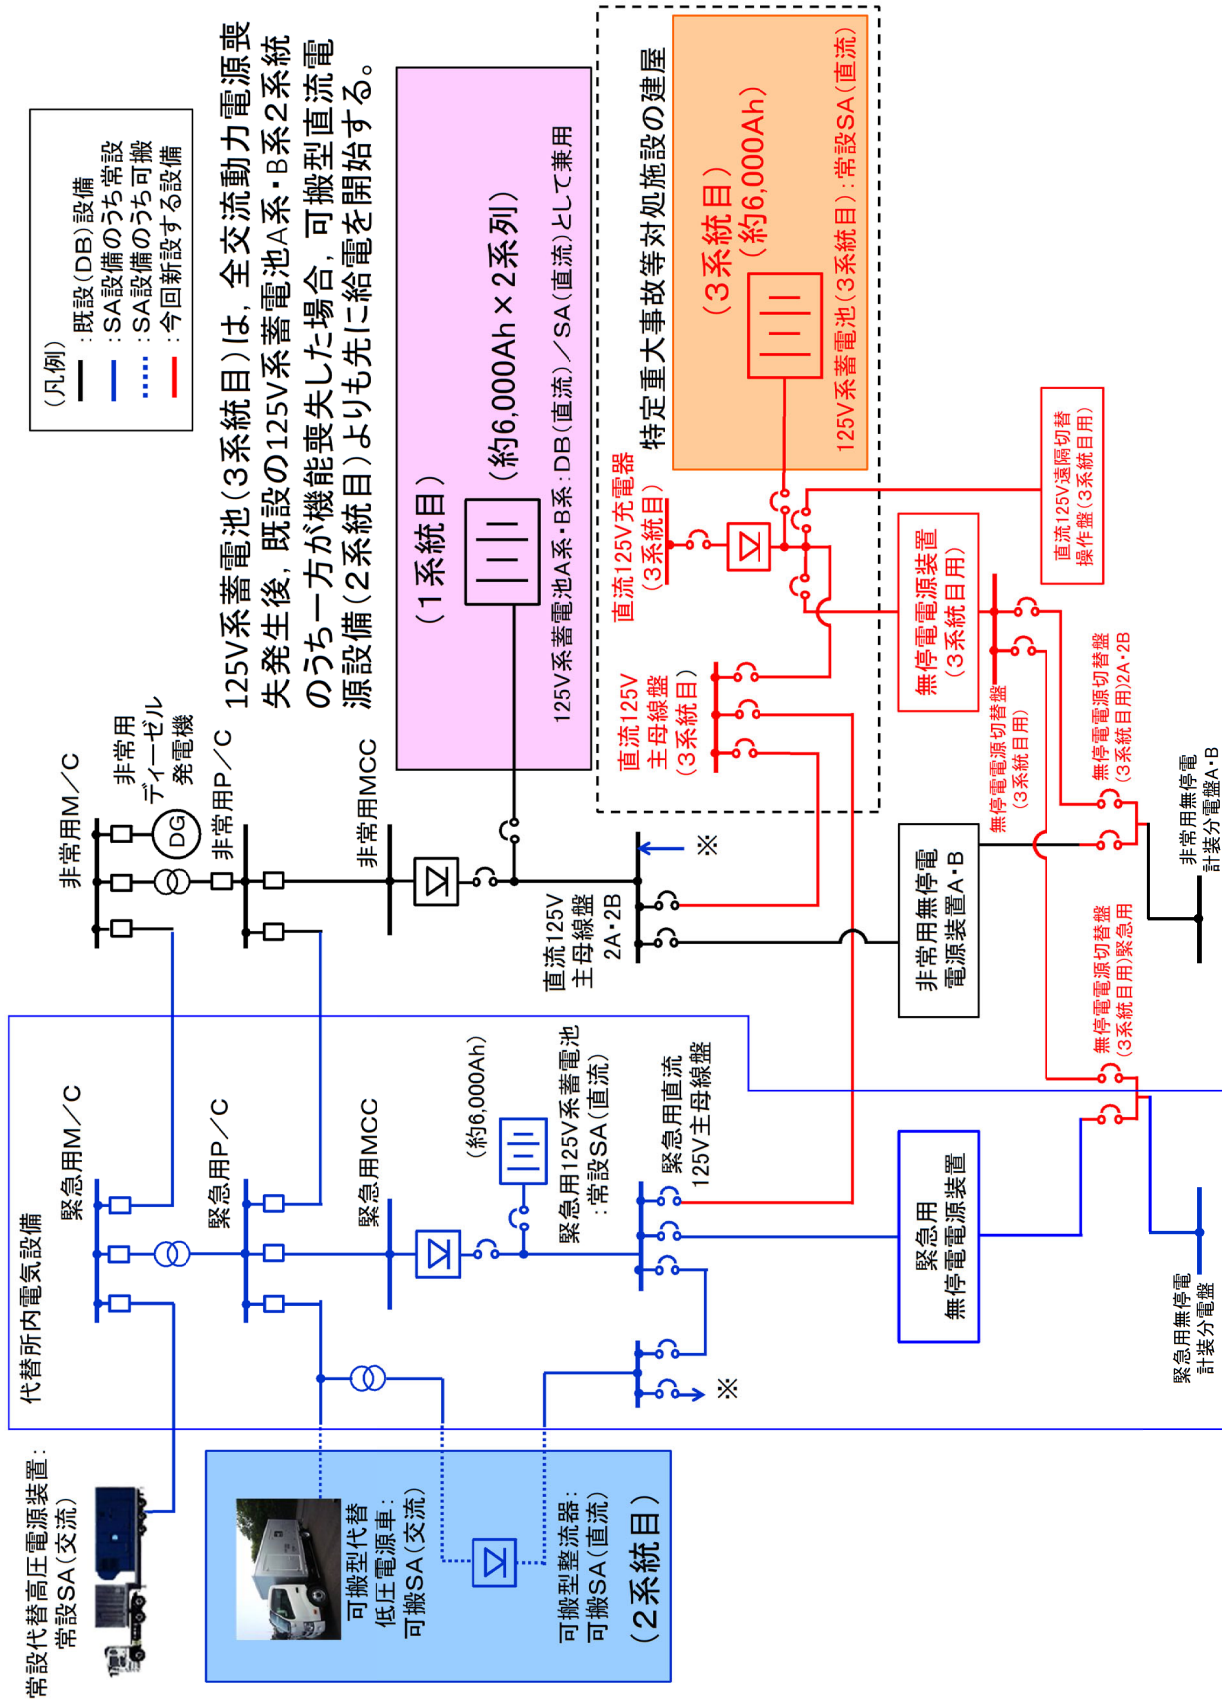 (凡例)
:既設(DB)設備
:SA設備のうち常設
:SA設備のうち可搬
:今回新設する設備
125V系蓄電池(3系統目)は,全交流動力電源喪
失発生後,既設の125V系蓄電池A系・B系2系統
のうち一方が機能喪失した場合,可搬型直流電
源設備(2系統目)よりも先に給電を開始する。
常設代替高圧電源装置:
常設SA(交流)
代替所内電気設備
緊急用M/C
緊急用P/C
緊急用MCC
(約6,000Ah)
緊急用125V系蓄電池
:常設SA(直流)
緊急用直流
125V主母線盤
※
可搬型代替
低圧電源車:
可搬SA(交流)
可搬型整流器:
可搬SA(直流)
(2系統目)
緊急用
無停電電源装置
緊急用無停電
計装分電盤
非常用M/C
非常用
ディーゼル
発電機
DG
非常用P/C
非常用MCC
直流125V
主母線盤
2A・2B
※
非常用無停電
電源装置A・B
非常用無停電
計装分電盤A・B
(1系統目)
(約6,000Ah×2系列)
125V系蓄電池A系・B系:DB(直流)/SA(直流)として兼用
特定重大事故等対処施設の建屋
(3系統目)
(約6,000Ah)
125V系蓄電池(3系統目):常設SA(直流)
直流125V充電器
(3系統目)
直流125V
主母線盤
(3系統目)
無停電電源装置
(3系統目用)
直流125V遠隔切替
操作盤(3系統目用)
無停電電源切替盤
(3系統目用)
無停電電源切替盤
(3系統目用)2A・2B
無停電電源切替盤
(3系統目用)緊急用